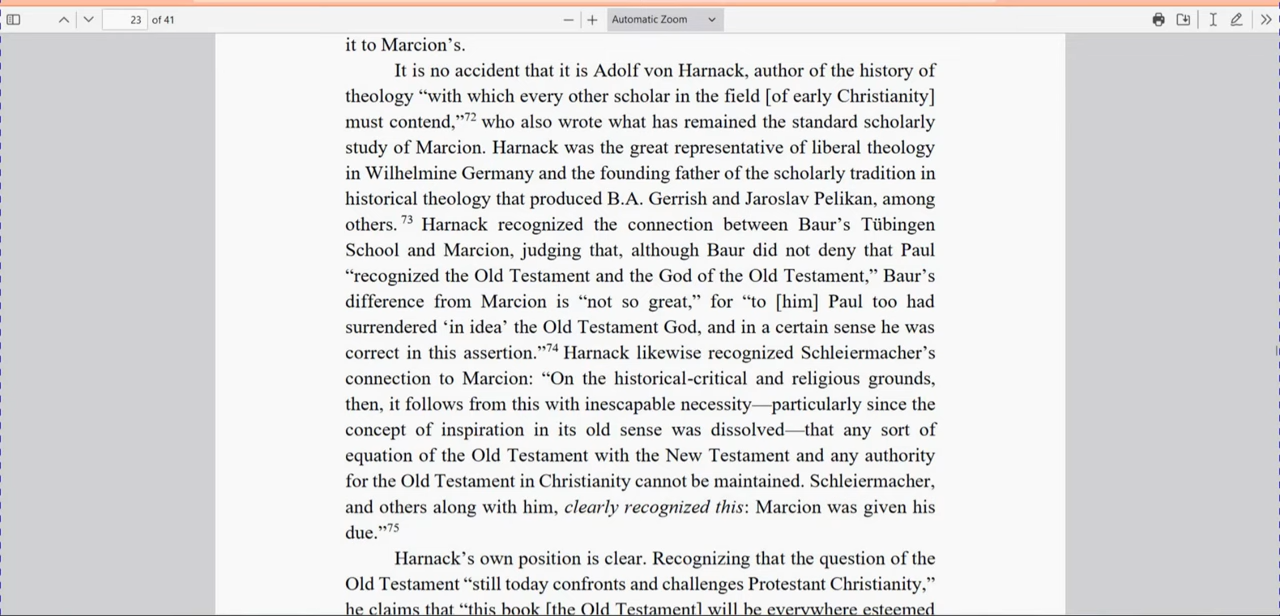 23 of 41
Automatic Zoom
it to Marcion’s.
It is no accident that it is Adolf von Harnack, author of the history of
theology “with which every other scholar in the field [of early Christianity]
must contend,”72 who also wrote what has remained the standard scholarly
study of Marcion. Harnack was the great representative of liberal theology
in Wilhelmine Germany and the founding father of the scholarly tradition in
historical theology that produced B.A. Gerrish and Jaroslav Pelikan, among
others. 73 Harnack recognized the connection between Baur’s Tübingen
School and Marcion, judging that, although Baur did not deny that Paul
“recognized the Old Testament and the God of the Old Testament,” Baur’s
difference from Marcion is “not so great,” for “to [him] Paul too had
surrendered ‘in idea’ the Old Testament God, and in a certain sense he was
correct in this assertion.”74 Harnack likewise recognized Schleiermacher’s
connection to Marcion: “On the historical-critical and religious grounds,
then, it follows from this with inescapable necessity—particularly since the
concept of inspiration in its old sense was dissolved—that any sort of
equation of the Old Testament with the New Testament and any authority
for the Old Testament in Christianity cannot be maintained. Schleiermacher,
and others along with him, clearly recognized this: Marcion was given his
due.”75
Harnack’s own position is clear. Recognizing that the question of the
Old Testament “still today confronts and challenges Protestant Christianity,”
he claims that “this book [the Old Testament] will be everywhere esteemed